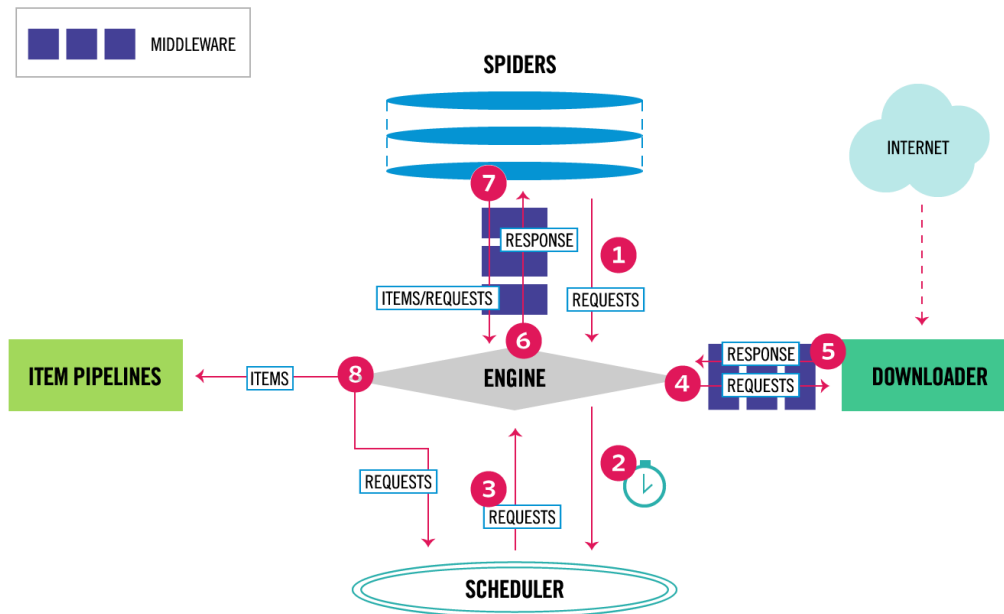 MIDDLEWARE
SPIDERS
INTERNET
7
RESPONSE
1
ITEMS/REQUESTS
REQUESTS
6
5
RESPONSE
ITEM PIPELINES
ITEMS
8
ENGINE
4
REQUESTS
DOWNLOADER
2
REQUESTS
3
REQUESTS
SCHEDULER